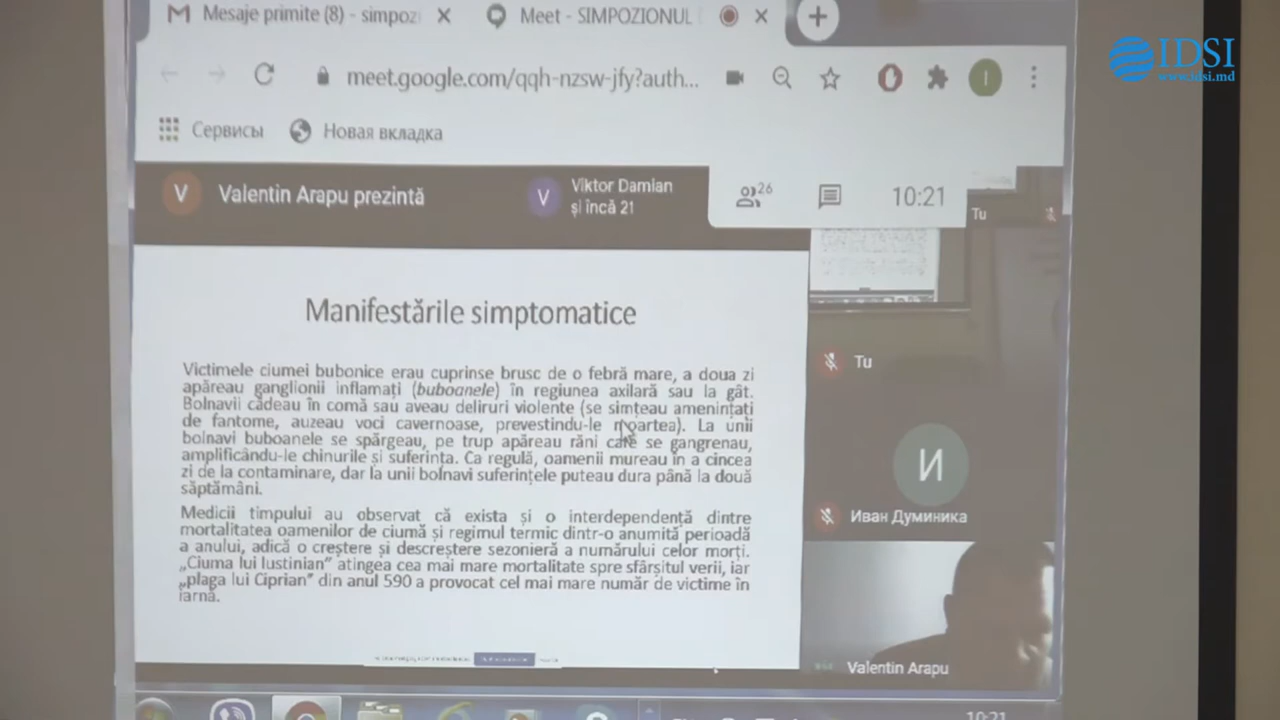 Mesaje primite (8) - simpoz
Meet - SIMPOZIONUL
IDSI
www.idsi.md
meet.google.com/qqh-nzsw-jfy?auth...
I
Сервисы
Новая вкладка
V
Valentin Arapu prezintă
V
Viktor Damian
și încă 21
26
10:21
Tu
Manifestările simptomatice
Victimele ciumei bubonice erau cuprinse brusc de o febră mare, a doua zi
apăreau ganglionii inflamați (buboanele) în regiunea axilară sau la gât.
Bolnavii cădeau în comă sau aveau deliruri violente (se simțeau amenințați
de fantome, auzeau voci cavernoase, prevestindu-le moartea). La unii
bolnavi buboanele se spărgeau, pe trup apăreau răni care se gangrenau,
amplificându-le chinurile și suferința. Ca regulă, oamenii mureau în a cincea
zi de la contaminare, dar la unii bolnavi suferințele puteau dura până la două
săptămâni.
Medicii timpului au observat că exista și o interdependență dintre
mortalitatea oamenilor de ciumă și regimul termic dintr-o anumită perioadă
a anului, adică o creștere și descreștere sezonieră a numărului celor morți.
„Ciuma lui Iustinian” atingea cea mai mare mortalitate spre sfârșitul verii, iar
„plaga lui Ciprian” din anul 590 a provocat cel mai mare număr de victime în
iarnă.
Tu
И
Иван Думиника
Valentin Arapu
10:21